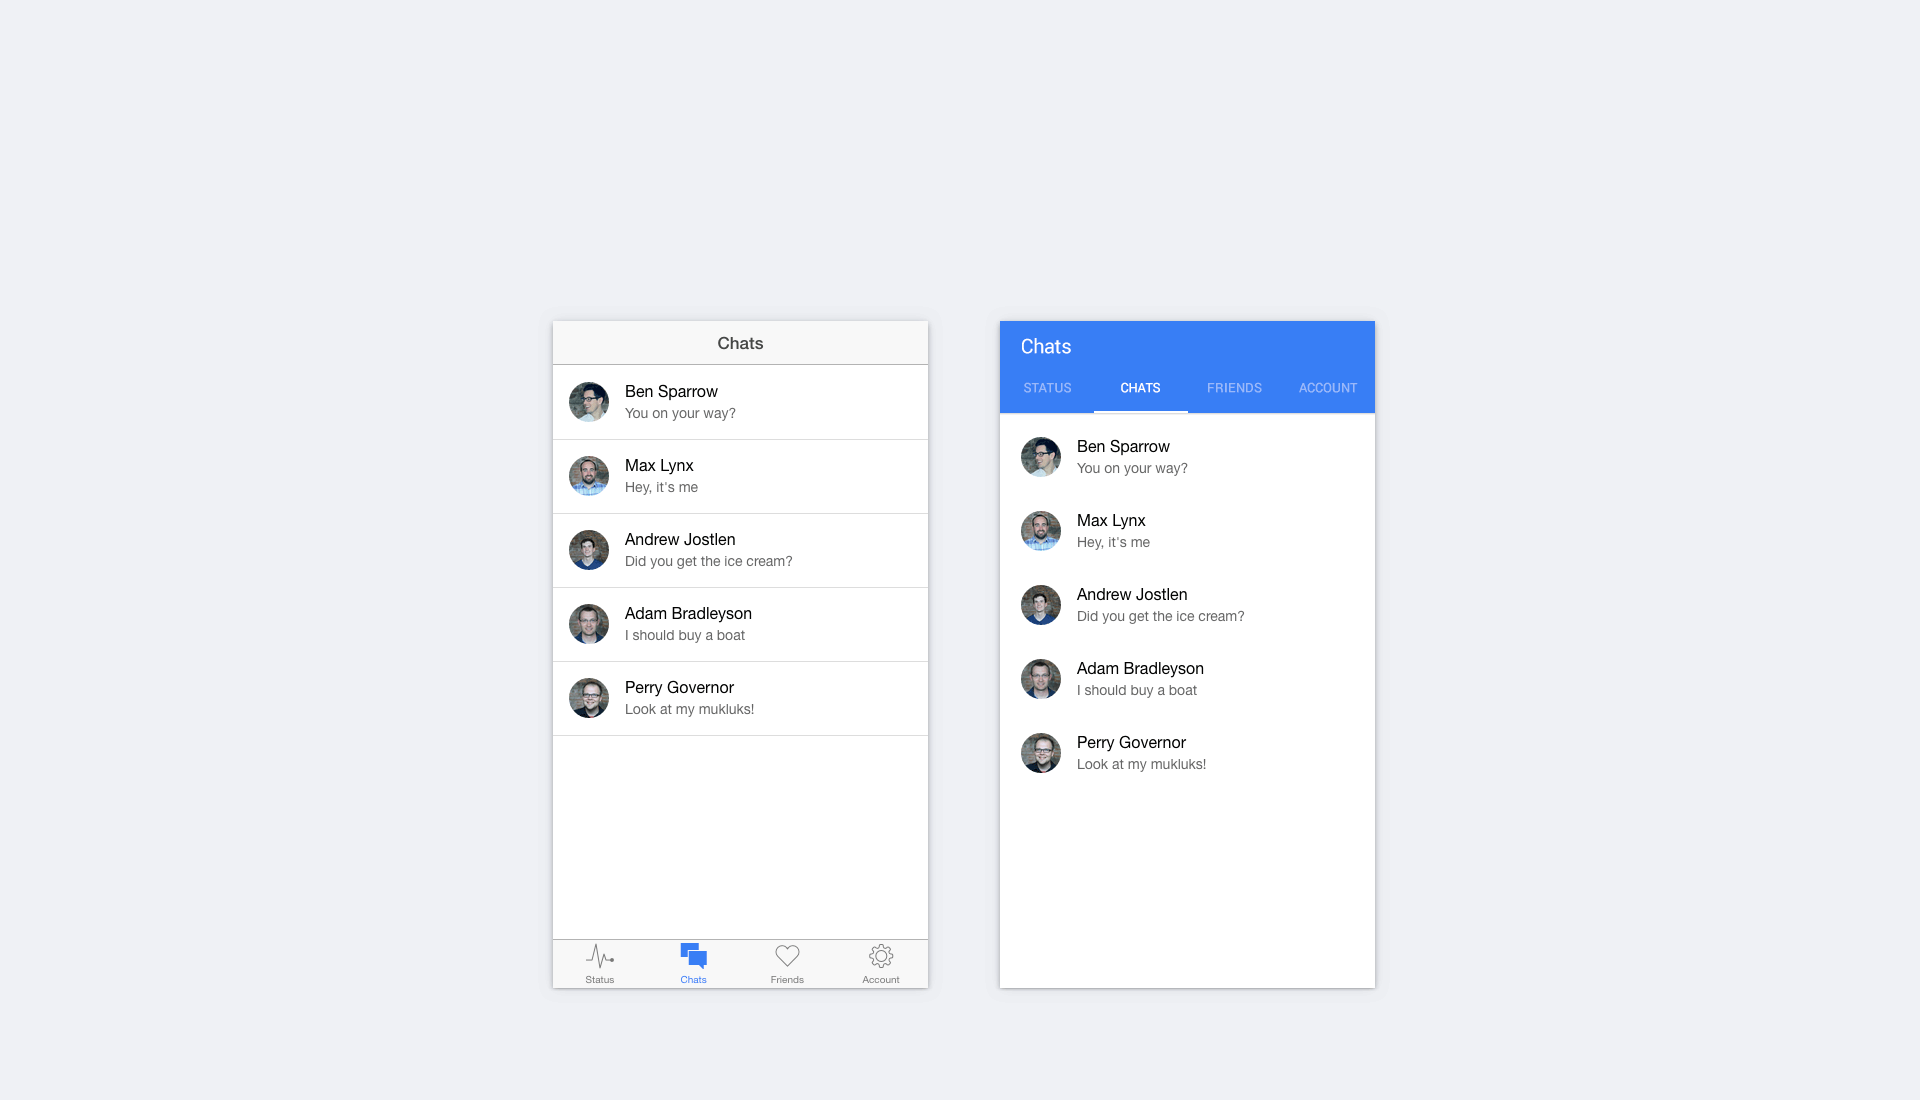 Chats
Ben Sparrow
You on your way?
Max Lynx
Hey, it's me
Andrew Jostlen
Did you get the ice cream?
Adam Bradleyson
I should buy a boat
Perry Governor
Look at my mukluks!
Status Chats Friends Account
Chats
STATUS CHATS FRIENDS ACCOUNT
Ben Sparrow
You on your way?
Max Lynx
Hey, it's me
Andrew Jostlen
Did you get the ice cream?
Adam Bradleyson
I should buy a boat
Perry Governor
Look at my mukluks!